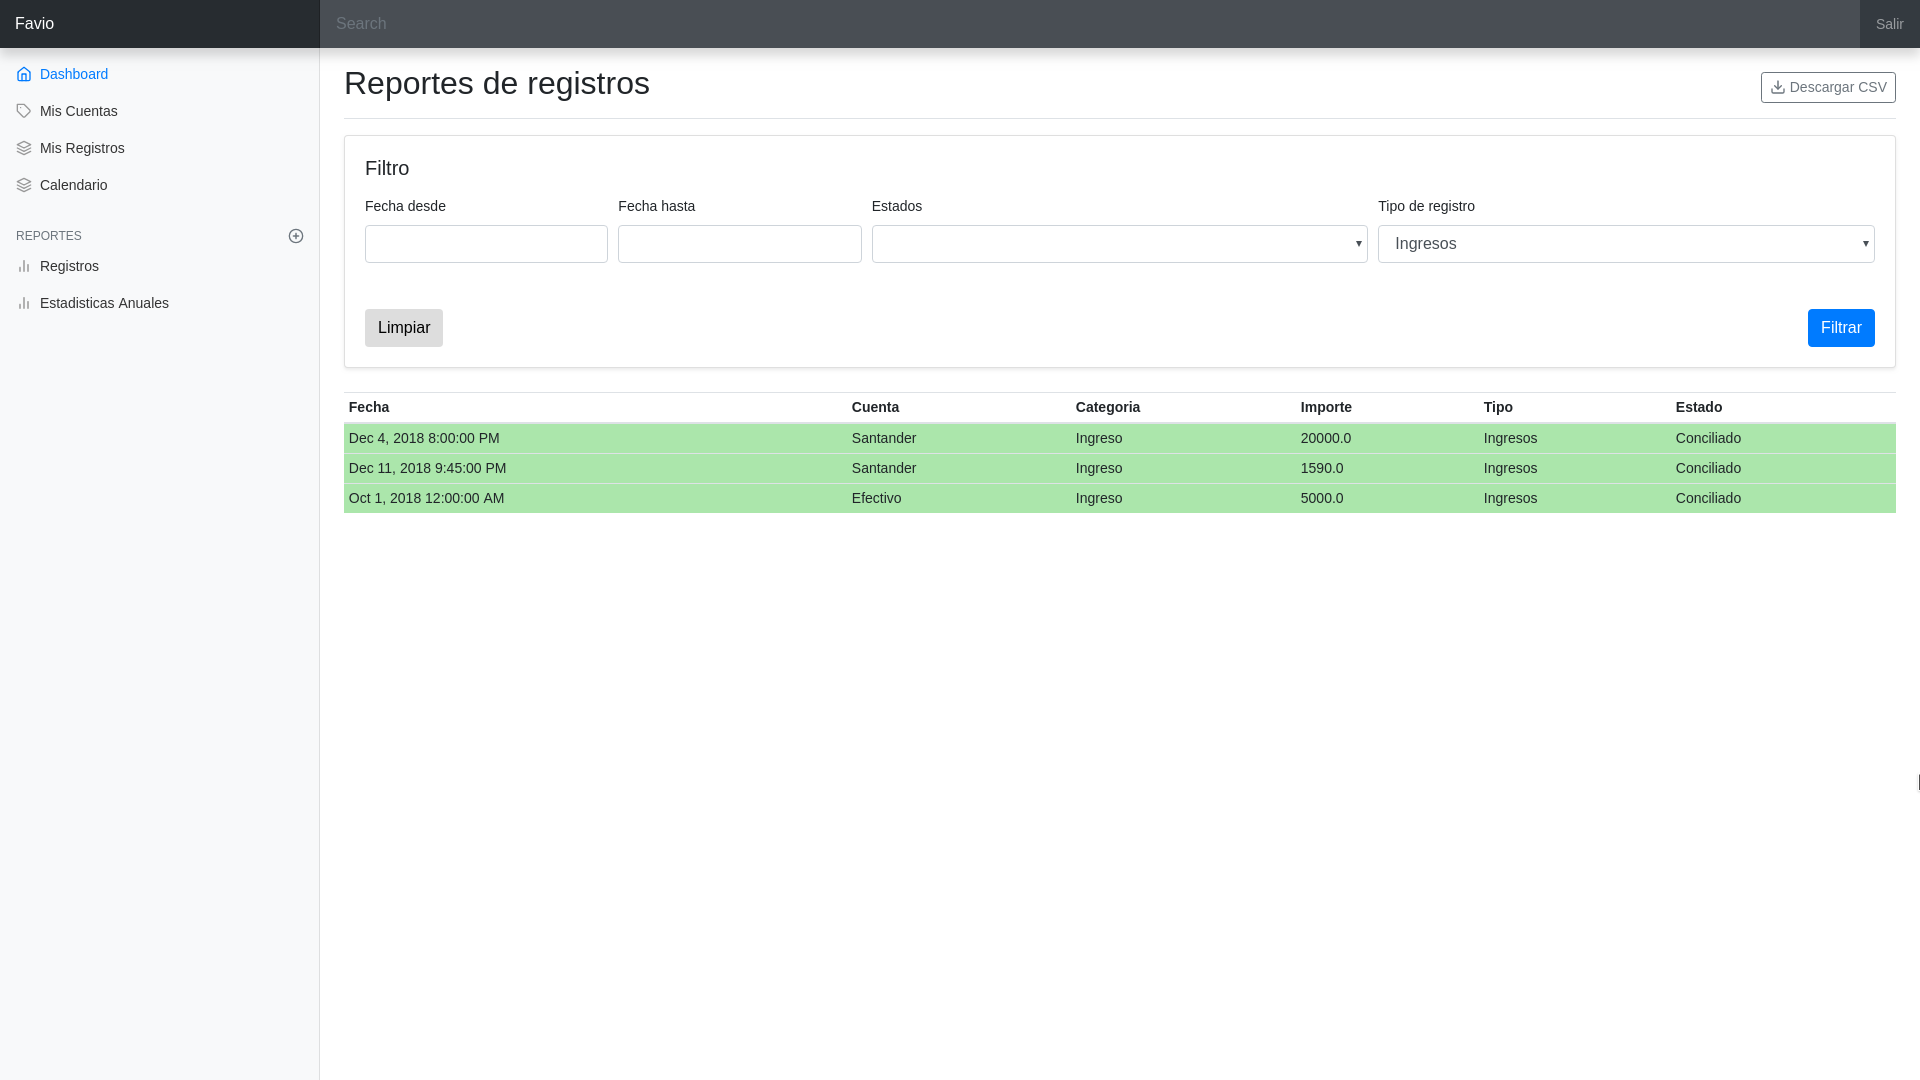 Favio
Search
Salir
Dashboard
Mis Cuentas
Mis Registros
Calendario
REPORTES
Registros
Estadisticas Anuales
Reportes de registros
Descargar CSV
Filtro
Fecha desde
Fecha hasta
Estados
Tipo de registro
Ingresos
Limpiar
Filtrar
Fecha Cuenta Categoria Importe Tipo Estado
Dec 4, 2018 8:00:00 PM Santander Ingreso 20000.0 Ingresos Conciliado
Dec 11, 2018 9:45:00 PM Santander Ingreso 1590.0 Ingresos Conciliado
Oct 1, 2018 12:00:00 AM Efectivo Ingreso 5000.0 Ingresos Conciliado